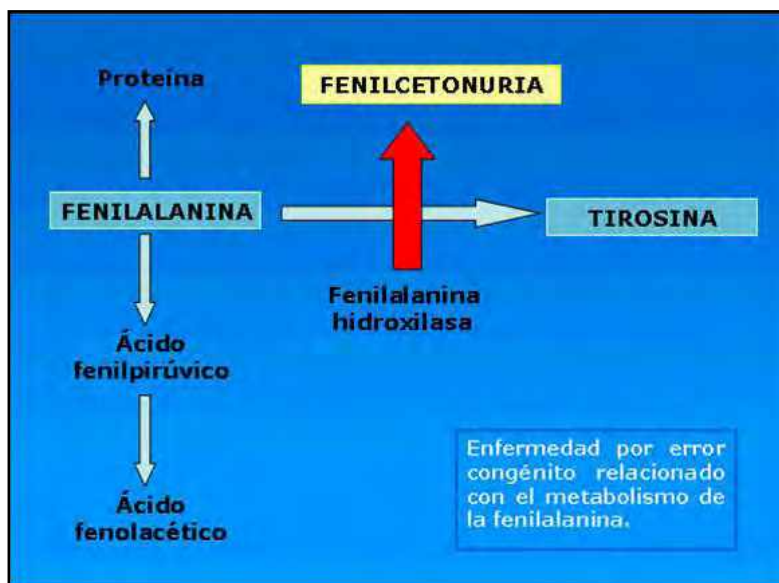 Proteína
FENILCETONURIA
FENILALANINA
TIROSINA
Fenilalanina
hidroxilasa
Ácido
fenilpirúvico
Ácido
fenolacético
Enfermedad por error
congénito relacionado
con el metabolismo de
la fenilalanina.